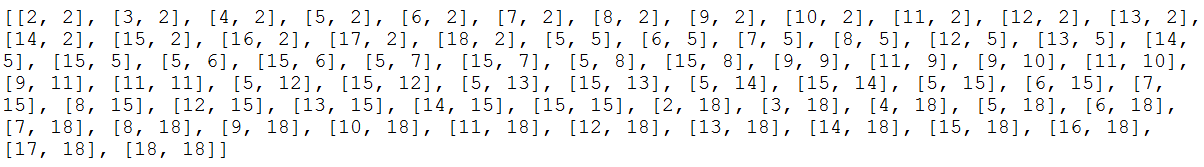 [[2, 2], [3, 2], [4, 2], [5, 2], [6, 2], [7, 2], [8, 2], [9, 2], [10, 2], [11, 2], [12, 2], [13, 2],
[14, 2], [15, 2], [16, 2], [17, 2], [18, 2], [5, 5], [6, 5], [7, 5], [8, 5], [12, 5], [13, 5], [14,
5], [15, 5], [5, 6], [15, 6], [5, 7], [15, 7], [5, 8], [15, 8], [9, 9], [11, 9], [9, 10], [11, 10],
[9, 11], [11, 11], [5, 12], [15, 12], [5, 13], [15, 13], [5, 14], [15, 14], [5, 15], [6, 15], [7,
15], [8, 15], [12, 15], [13, 15], [14, 15], [15, 15], [2, 18], [3, 18], [4, 18], [5, 18], [6, 18],
[7, 18], [8, 18], [9, 18], [10, 18], [11, 18], [12, 18], [13, 18], [14, 18], [15, 18], [16, 18],
[17, 18], [18, 18]]